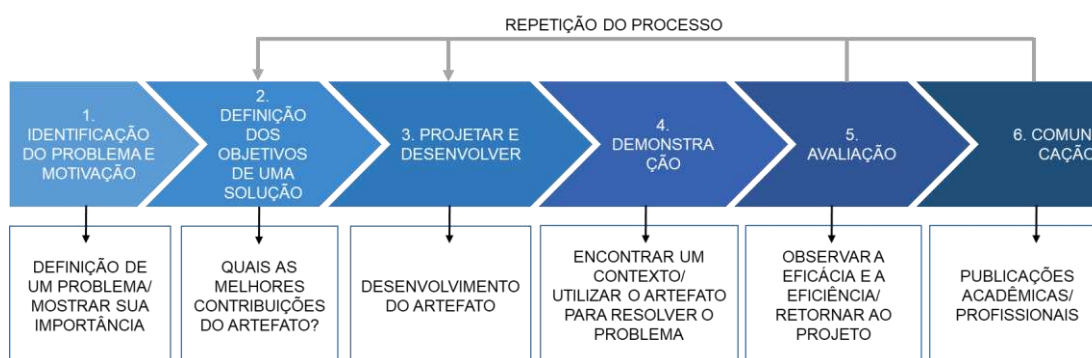 REPETIÇÃO DO PROCESSO
1.
IDENTIFICAÇÃO
DO PROBLEMA E
MOTIVAÇÃO
2.
DEFINIÇÃO
DOS
OBJETIVOS
DE UMA
SOLUÇÃO
3. PROJETAR E
DESENVOLVER
4.
DEMONSTRA
ÇÃO
5.
AVALIAÇÃO
6. COMUN
CAÇÃO
DEFINIÇÃO DE
UM PROBLEMA/
MOSTRAR SUA
IMPORTÂNCIA
QUAIS AS
MELHORES
CONTRIBUIÇÕES
DO ARTEFATO?
DESENVOLVIMENTO
DO ARTEFATO
ENCONTRAR UM
CONTEXTO/
UTILIZAR O ARTEFATO
PARA RESOLVER O
PROBLEMA
OBSERVAR A
EFICÁCIA E A
EFICIÊNCIA/
RETORNAR AO
PROJETO
PUBLICAÇÕES
ACADÊMICAS/
PROFISSIONAIS